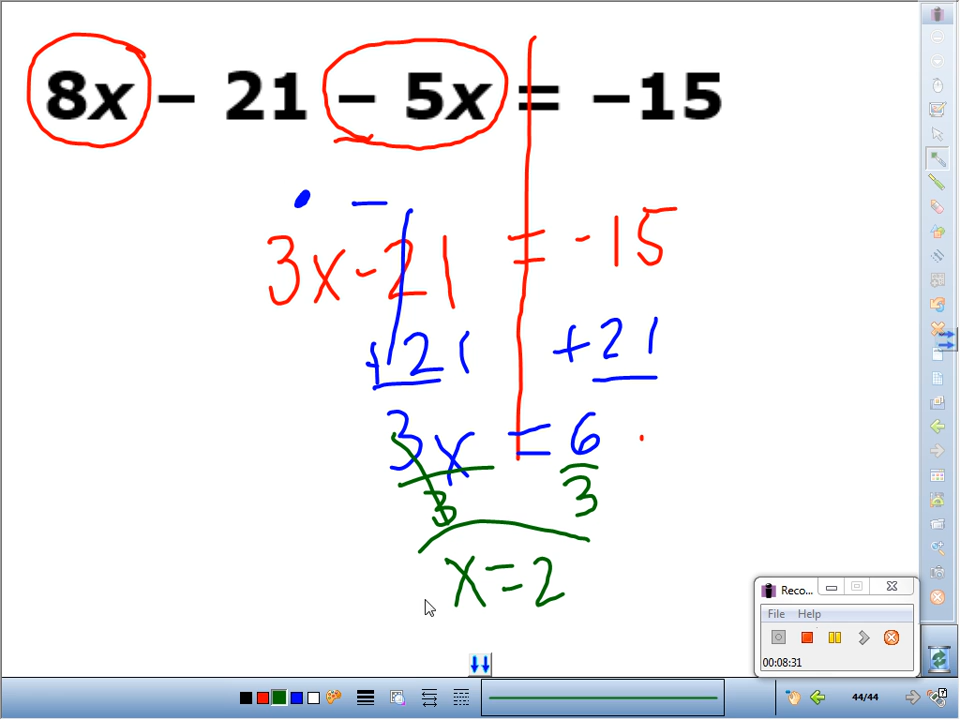 8x – 21 – 5x = –15
3x - 21 = -15
+21 +21
3x = 6
3 3
x = 2
Reco...
File Help
00:08:31
44/44